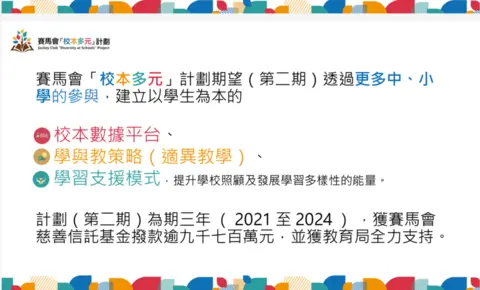 賽馬會「校本多元」計劃
Jockey Club "Diversity at Schools" Project
賽馬會「校本多元」計劃期望(第二期)透過更多中、小
學的參與，建立以學生為本的
校本數據平台、
學與教策略(適異教學)、
學習支援模式，提升學校照顧及發展學習多樣性的能量。
計劃(第二期)為期三年(2021 至 2024)，獲賽馬會
慈善信託基金撥款逾九千七百萬元，並獲教育局全力支持。